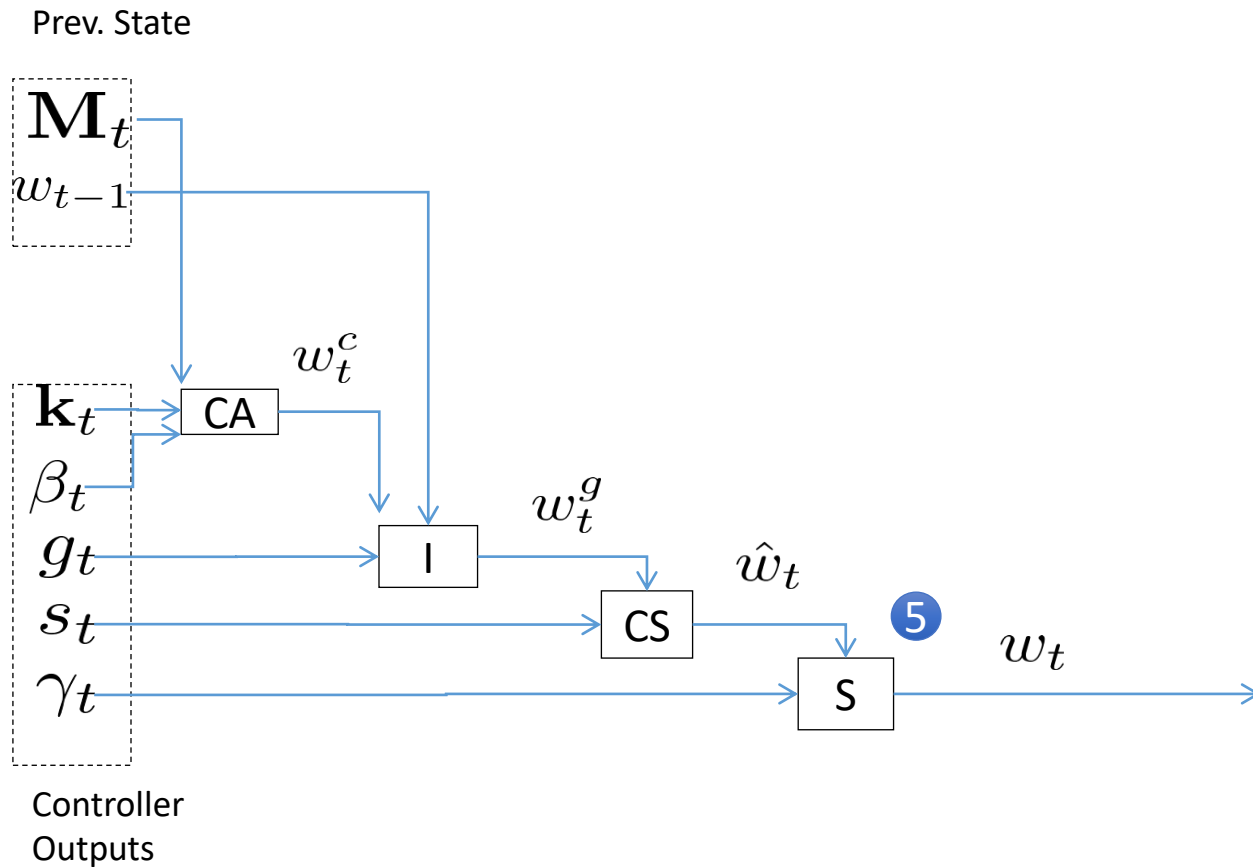 Prev. State
M_t
w_{t-1}
w_t^c
k_t
CA
β_t
w_t^g
g_t
I
ŵ_t
s_t
CS
5
w_t
γ_t
S
Controller
Outputs